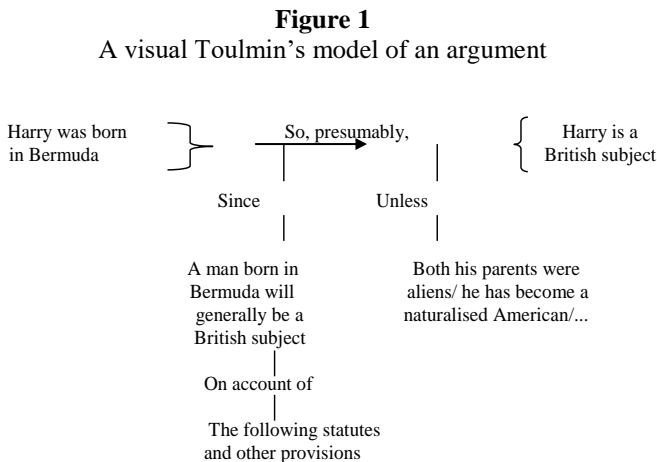 Figure 1
A visual Toulmin’s model of an argument
Harry was born
in Bermuda
So, presumably,
Harry is a
British subject
Since
Unless
A man born in
Bermuda will
generally be a
British subject
Both his parents were
aliens/ he has become a
naturalised American/...
On account of
The following statutes
and other provisions